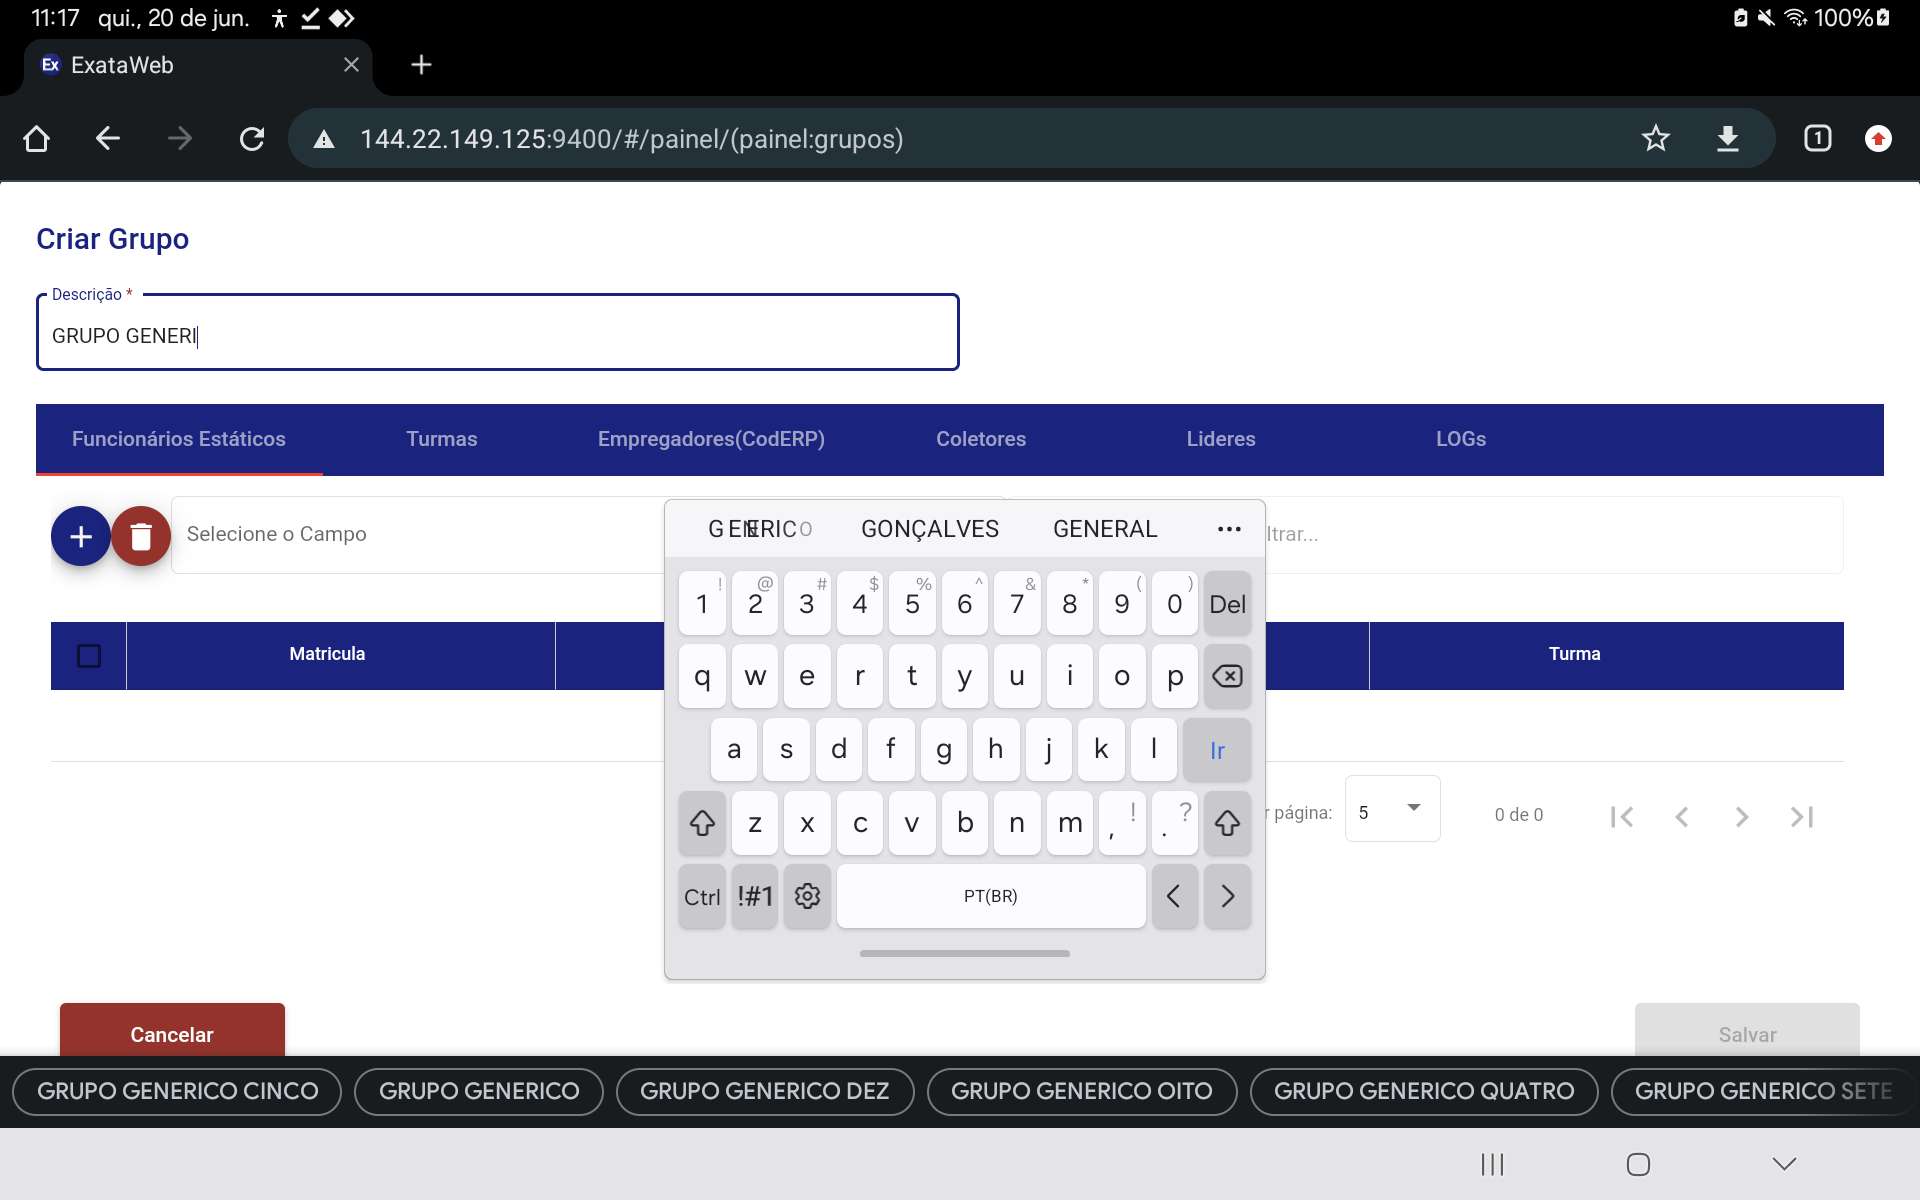 11:17 qui., 20 de jun. 100%
Ex ExataWeb
144.22.149.125:9400/#/painel/(painel:grupos) 1
Criar Grupo
Descrição *
GRUPO GENERI
Funcionários Estáticos Turmas Empregadores(CodERP) Coletores Lideres LOGs
Selecione o Campo ltrar...
GENERICO GONÇALVES GENERAL
! @ # $ % ^ & * ( )
1 2 3 4 5 6 7 8 9 0 Del
Matricula Turma
q w e r t y u i o p
a s d f g h j k l Ir
r página: 5 0 de 0
z x c v b n m , ! . ?
Ctrl !#1 PT(BR) < >
Cancelar Salvar
GRUPO GENERICO CINCO GRUPO GENERICO GRUPO GENERICO DEZ GRUPO GENERICO OITO GRUPO GENERICO QUATRO GRUPO GENERICO SETE